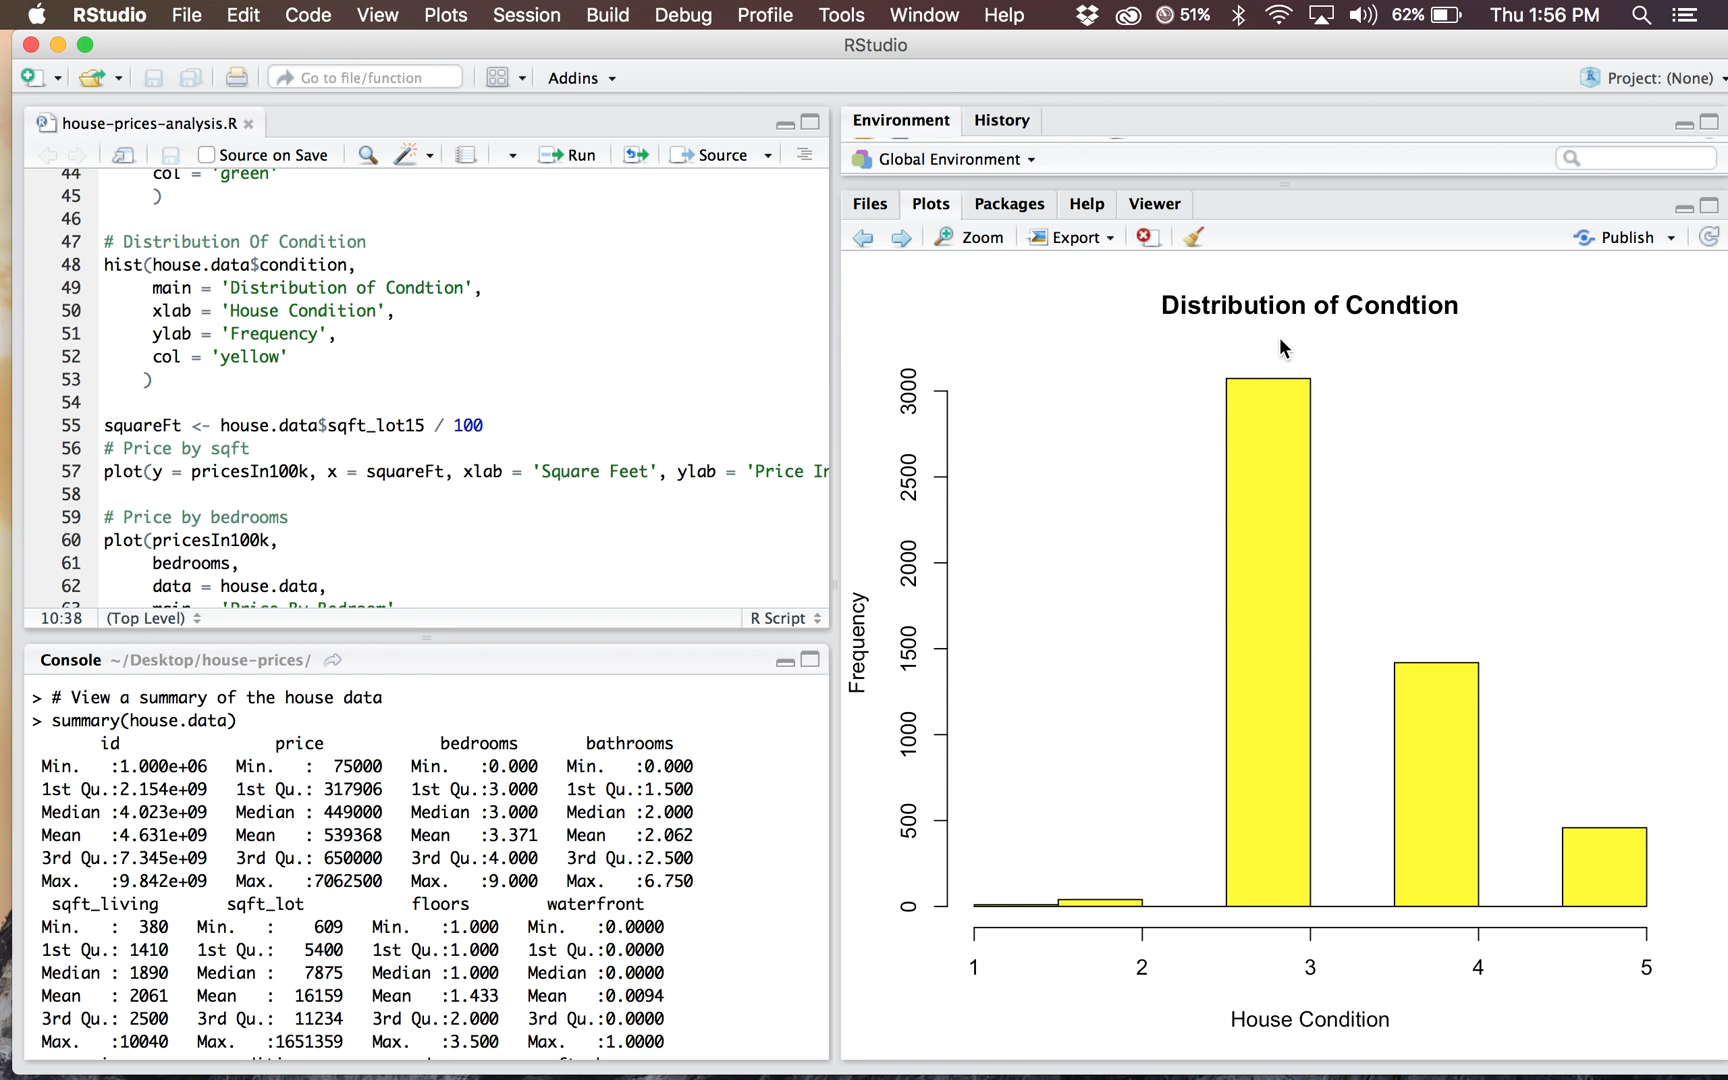 RStudio File Edit Code View Plots Session Build Debug Profile Tools Window Help 51% 62% Thu 1:56 PM
RStudio
Go to file/function Addins Project: (None)
house-prices-analysis.R
Source on Save Run Source
44 col = 'green'
45 )
46
47 # Distribution Of Condition
48 hist(house.data$condition,
49 main = 'Distribution of Condtion',
50 xlab = 'House Condition',
51 ylab = 'Frequency',
52 col = 'yellow'
53 )
54
55 squareFt <- house.data$sqft_lot15 / 100
56 # Price by sqft
57 plot(y = pricesIn100k, x = squareFt, xlab = 'Square Feet', ylab = 'Price In
58
59 # Price by bedrooms
60 plot(pricesIn100k,
61 bedrooms,
62 data = house.data,
63 main = 'Price By Bedroom'
10:38 (Top Level) R Script
Console ~/Desktop/house-prices/
> # View a summary of the house data
> summary(house.data)
id price bedrooms bathrooms
Min. :1.000e+06 Min. : 75000 Min. :0.000 Min. :0.000
1st Qu.:2.154e+09 1st Qu.: 317906 1st Qu.:3.000 1st Qu.:1.500
Median :4.023e+09 Median : 449000 Median :3.000 Median :2.000
Mean :4.631e+09 Mean : 539368 Mean :3.371 Mean :2.062
3rd Qu.:7.345e+09 3rd Qu.: 650000 3rd Qu.:4.000 3rd Qu.:2.500
Max. :9.842e+09 Max. :7062500 Max. :9.000 Max. :6.750
sqft_living sqft_lot floors waterfront
Min. : 380 Min. : 609 Min. :1.000 Min. :0.0000
1st Qu.: 1410 1st Qu.: 5400 1st Qu.:1.000 1st Qu.:0.0000
Median : 1890 Median : 7875 Median :1.000 Median :0.0000
Mean : 2061 Mean : 16159 Mean :1.433 Mean :0.0094
3rd Qu.: 2500 3rd Qu.: 11234 3rd Qu.:2.000 3rd Qu.:0.0000
Max. :10040 Max. :1651359 Max. :3.500 Max. :1.0000
Environment History
Global Environment
Files Plots Packages Help Viewer
Zoom Export Publish
Distribution of Condtion
3000
2500
2000
1500
1000
500
0
Frequency
1 2 3 4 5
House Condition